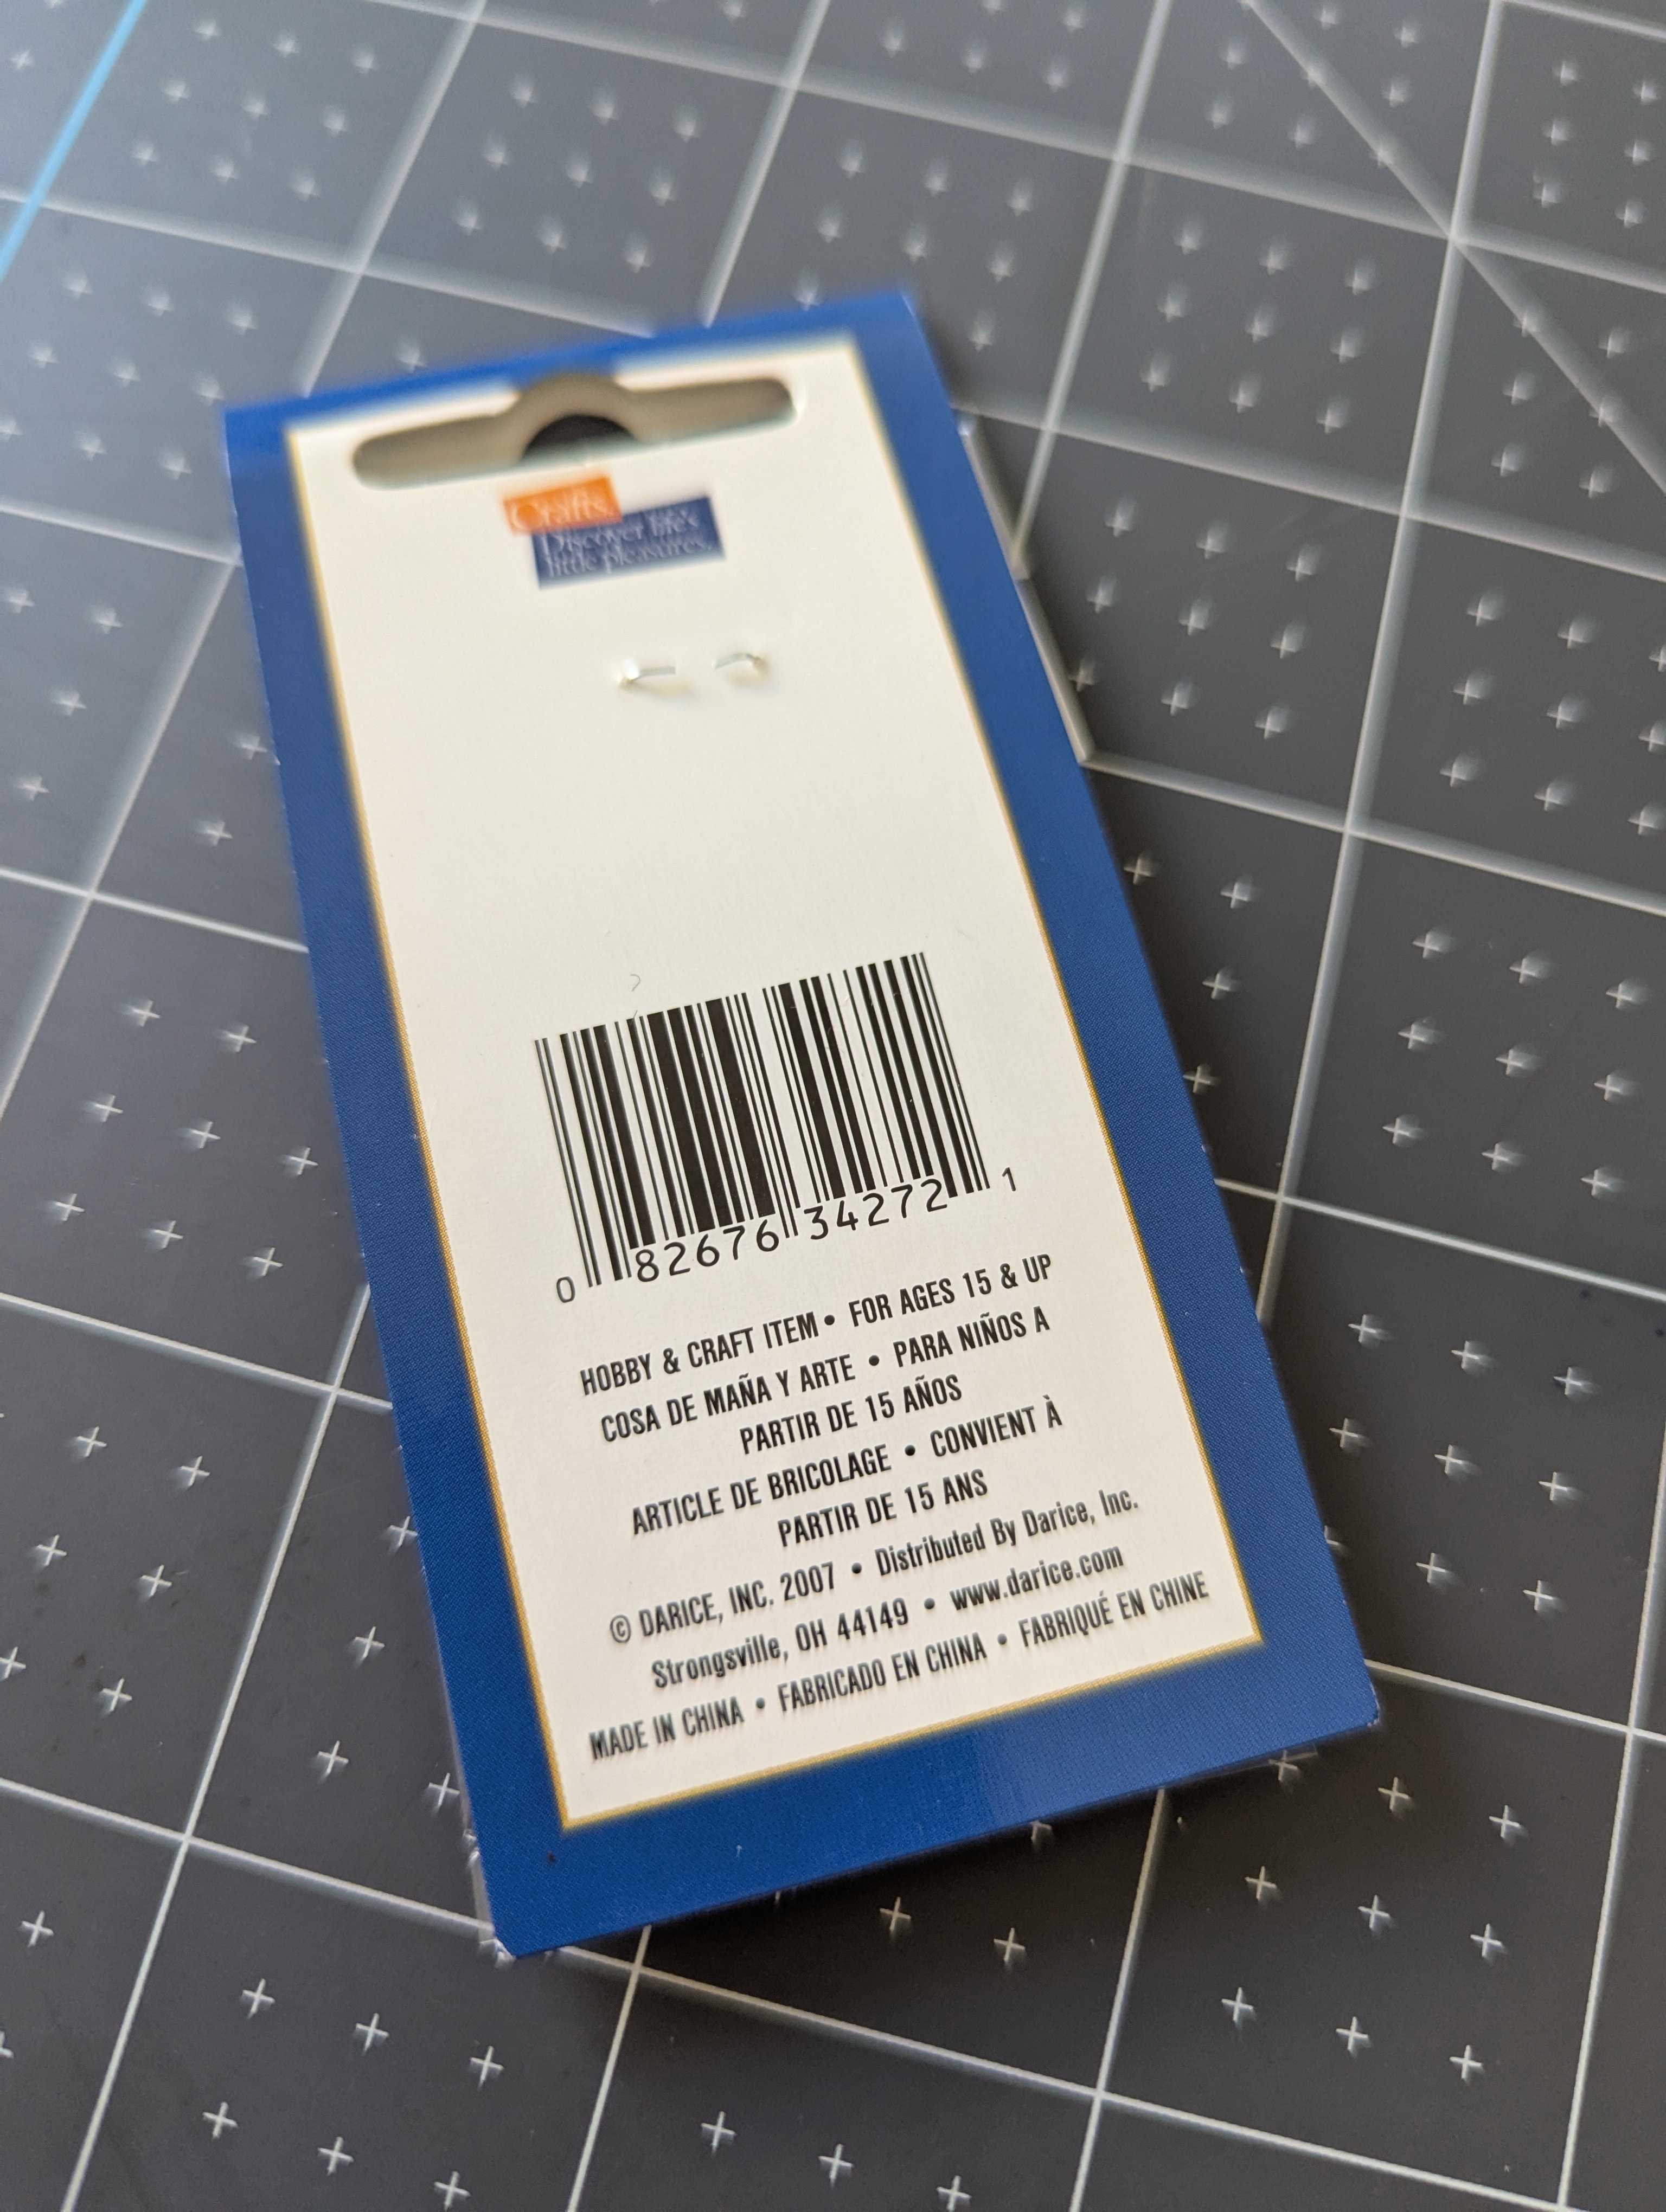 Crafts.
Discover life's
little pleasures.
0 82676 34272 1
HOBBY & CRAFT ITEM • FOR AGES 15 & UP
COSA DE MAÑA Y ARTE • PARA NIÑOS A
PARTIR DE 15 AÑOS
ARTICLE DE BRICOLAGE • CONVIENT À
PARTIR DE 15 ANS
© DARICE, INC. 2007 • Distributed By Darice, Inc.
Strongsville, OH 44149 • www.darice.com
MADE IN CHINA • FABRICADO EN CHINA • FABRIQUÉ EN CHINE